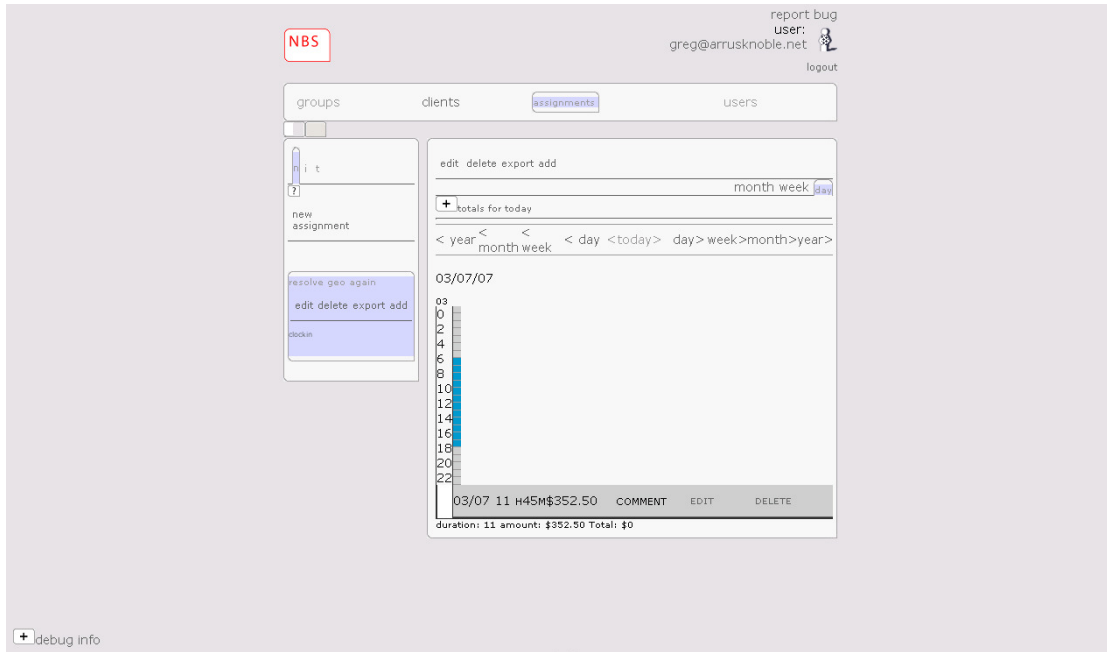 report bug
user:
NBS
greg@arrusknoble.net
logout
groups clients assignments users
n i t
?
new
assignment
resolve geo again
edit delete export add
clockin
edit delete export add
month week day
+ totals for today
< year < month < week < day <today> day> week> month> year>
03/07/07
03
0
2
4
6
8
10
12
14
16
18
20
22
03/07 11 H45M$352.50 COMMENT EDIT DELETE
duration: 11 amount: $352.50 Total: $0
+ debug info